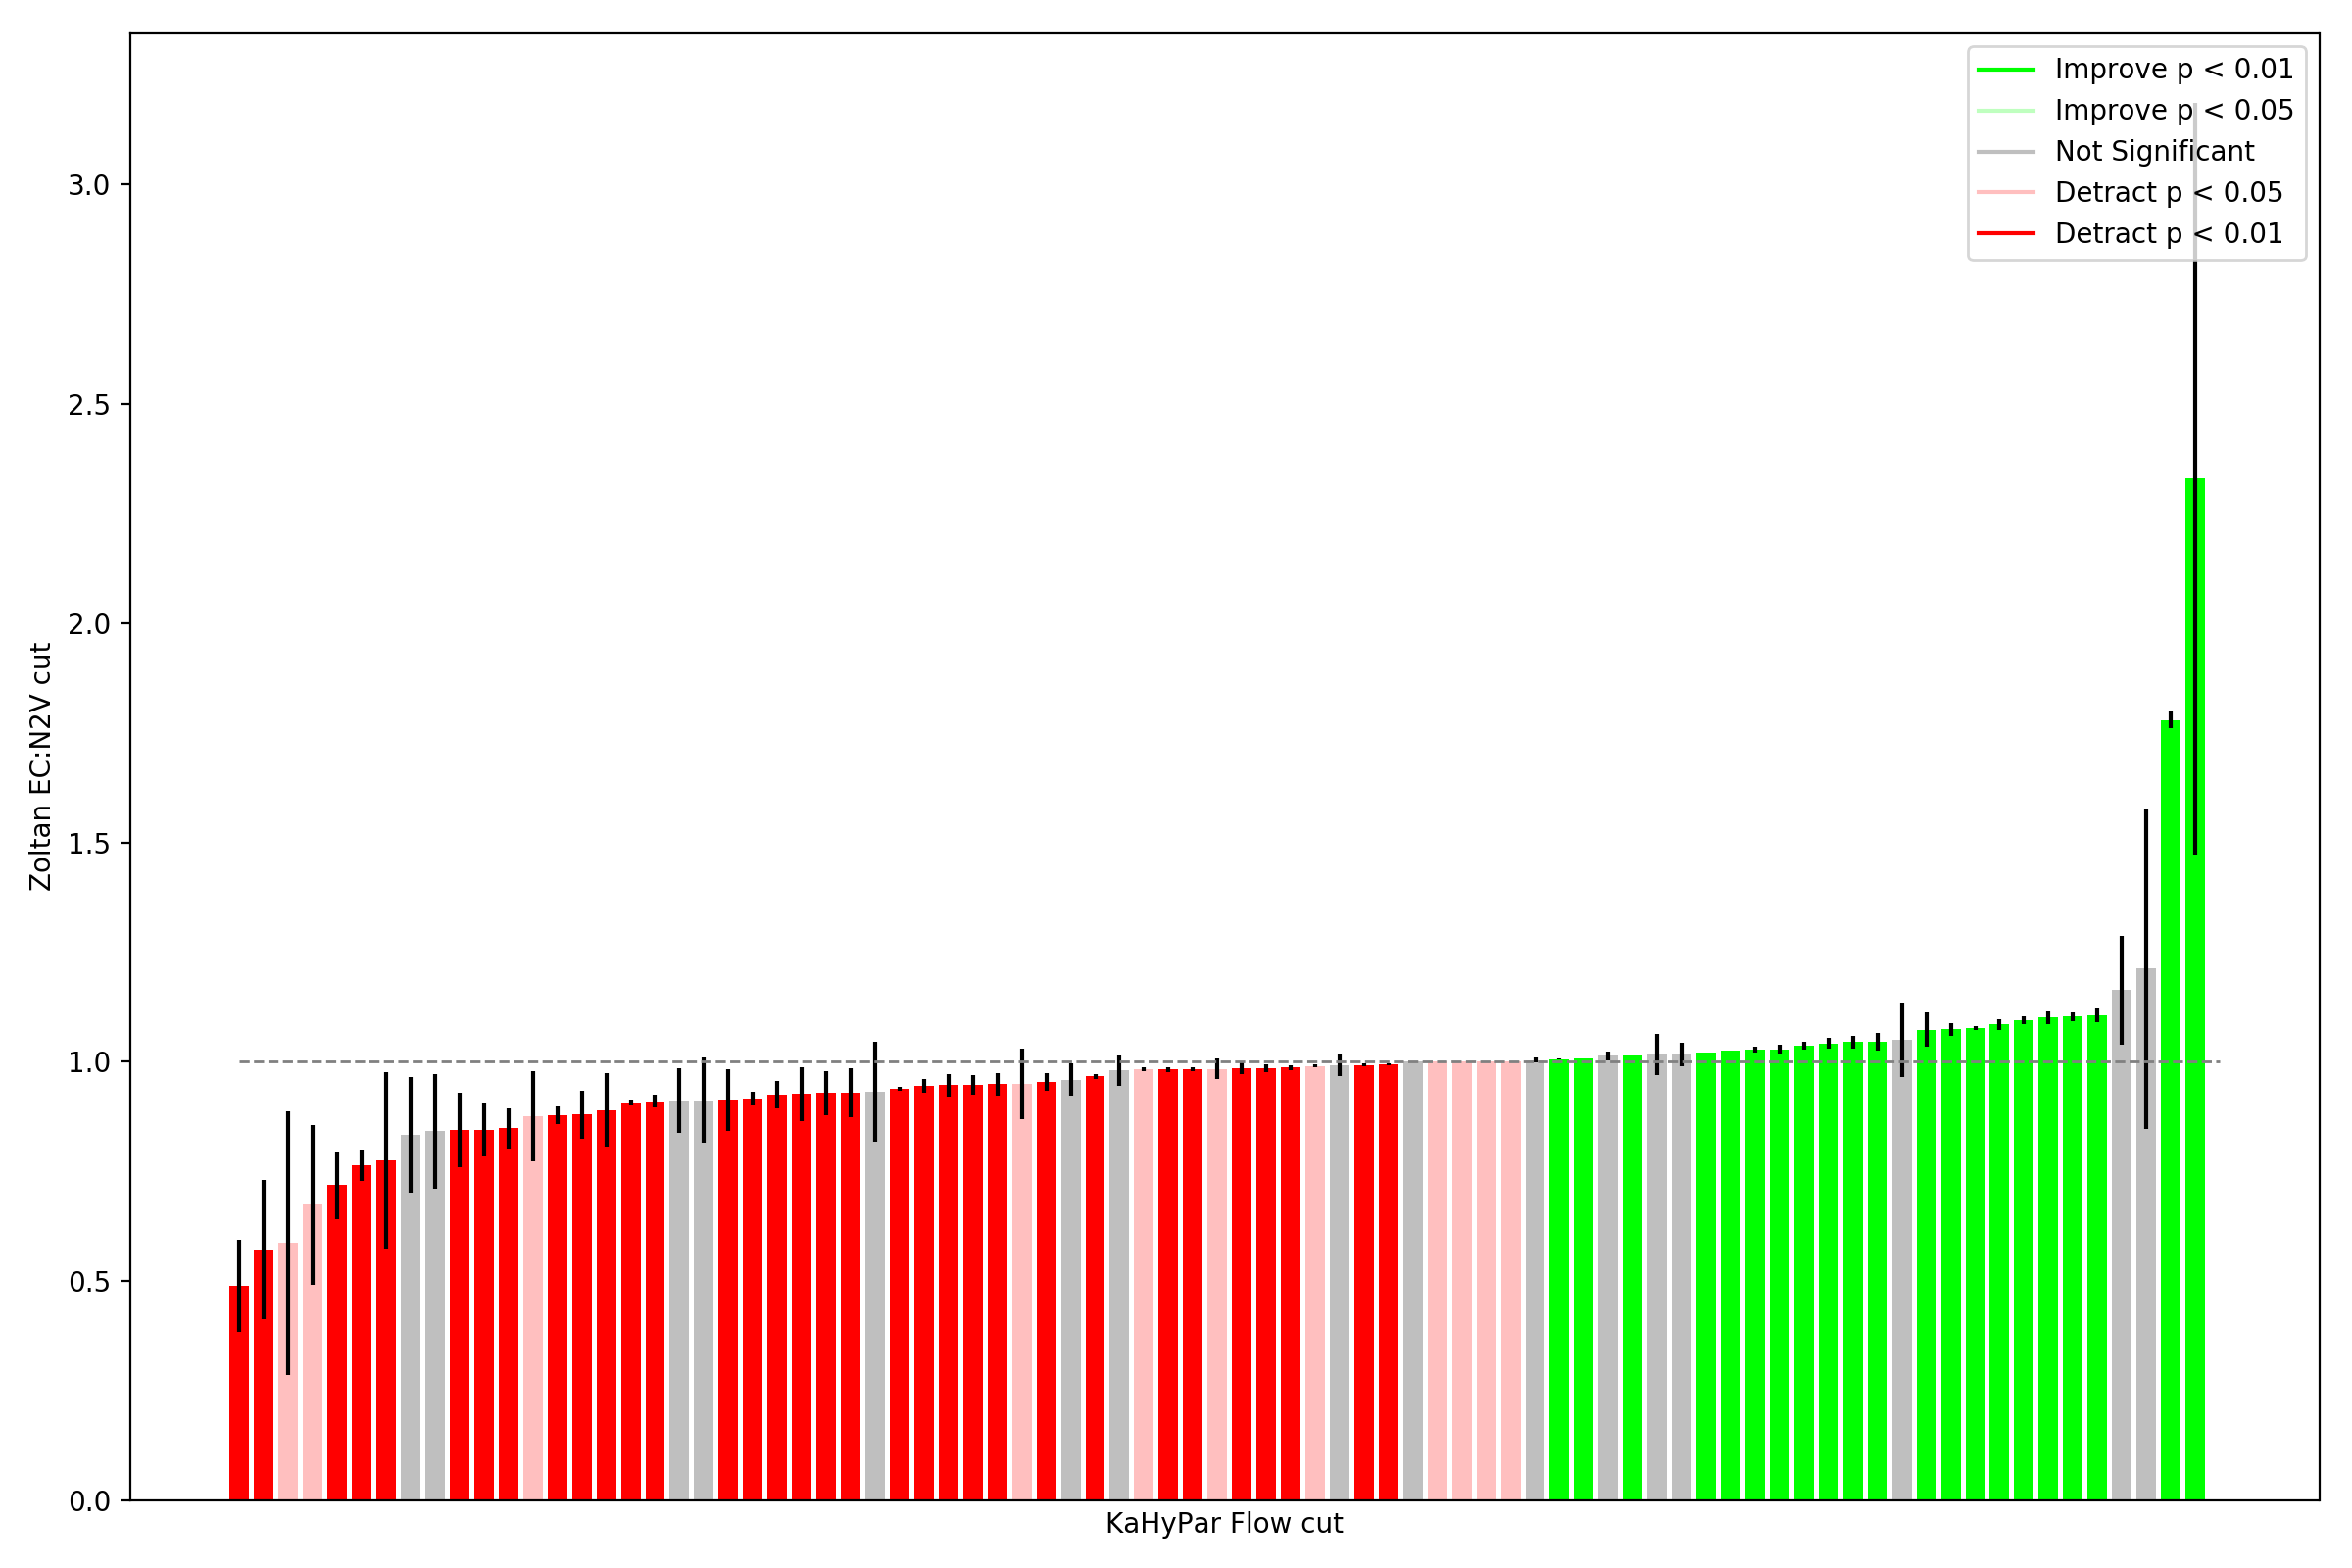 Improve p < 0.01
Improve p < 0.05
Not Significant
Detract p < 0.05
Detract p < 0.01
3.0
2.5
2.0
1.5
1.0
0.5
0.0
Zoltan EC:N2V cut
KaHyPar Flow cut